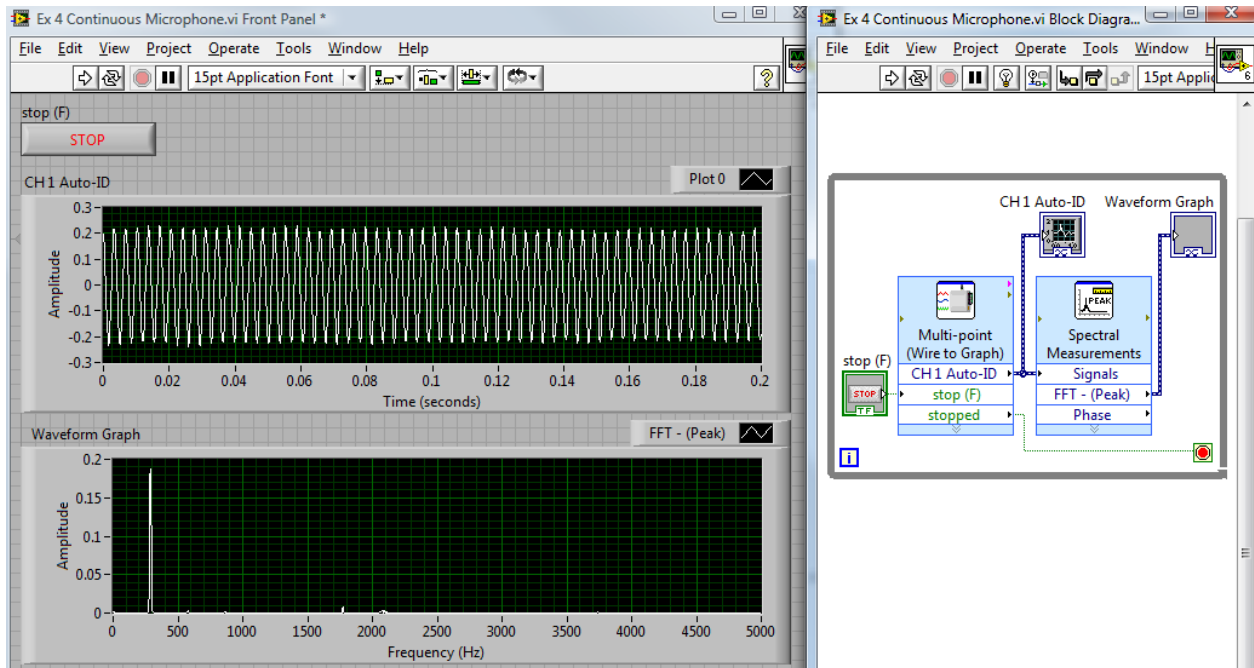 Ex 4 Continuous Microphone.vi Front Panel *
File Edit View Project Operate Tools Window Help
15pt Application Font
?
stop (F)
STOP
CH 1 Auto-ID
Plot 0
0.3
0.2
0.1
0
-0.1
-0.2
-0.3
Amplitude
0 0.02 0.04 0.06 0.08 0.1 0.12 0.14 0.16 0.18 0.2
Time (seconds)
Waveform Graph
FFT - (Peak)
0.2
0.15
0.1
0.05
0
Amplitude
0 500 1000 1500 2000 2500 3000 3500 4000 4500 5000
Frequency (Hz)
Ex 4 Continuous Microphone.vi Block Diagra...
File Edit View Project Operate Tools Window H
15pt Applic
6
CH 1 Auto-ID Waveform Graph
PEAK
Multi-point
(Wire to Graph)
CH 1 Auto-ID
stop (F)
stopped
Spectral
Measurements
Signals
FFT - (Peak)
Phase
stop (F)
STOP
TF
i